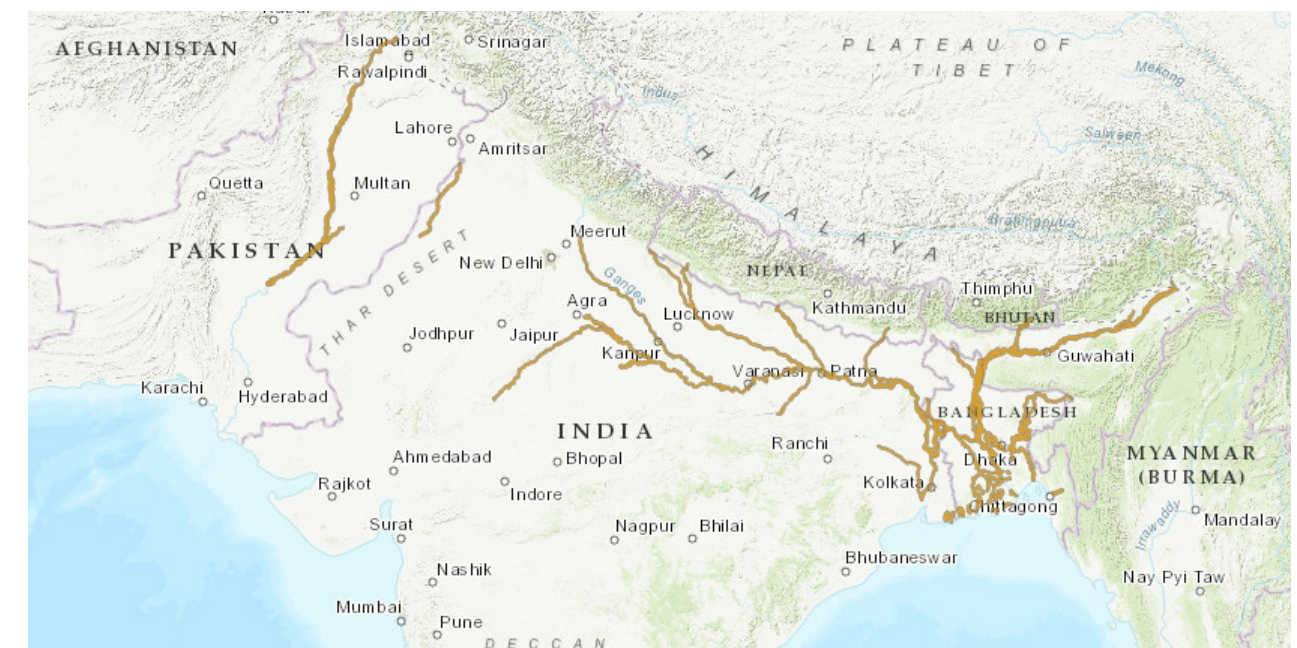 AFGHANISTAN
Islamabad
Srinagar
Rawalpindi
PLATEAU OF
TIBET
Mekong
Indus
Salween
Lahore
Amritsar
HIMALAYA
Quetta
Multan
Brahmaputra
PAKISTAN
Meerut
New Delhi
THAR DESERT
Ganges
NEPAL
Kathmandu
Thimphu
BHUTAN
Agra
Lucknow
Jodhpur
Jaipur
Kanpur
Guwahati
Varanasi
Patna
Karachi
Hyderabad
BANGLADESH
INDIA
Ranchi
Dhaka
MYANMAR
(BURMA)
Ahmedabad
Bhopal
Rajkot
Indore
Kolkata
Chittagong
Irrawaddy
Mandalay
Surat
Nagpur
Bhilai
Bhubaneswar
Nashik
Nay Pyi Taw
Mumbai
Pune
DECCAN